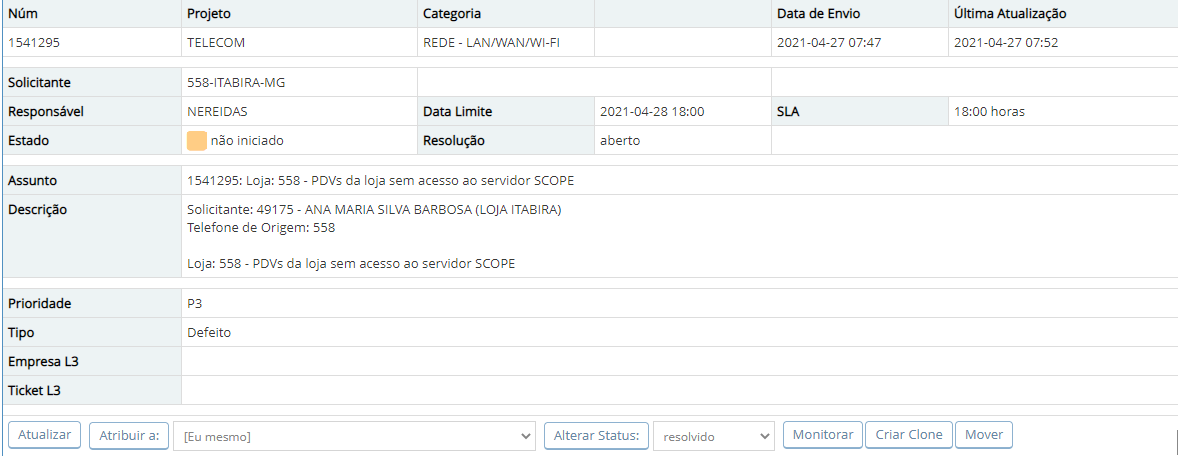 Núm Projeto Categoria Data de Envio Última Atualização
1541295 TELECOM REDE - LAN/WAN/WI-FI 2021-04-27 07:47 2021-04-27 07:52
Solicitante 558-ITABIRA-MG
Responsável NEREIDAS Data Limite 2021-04-28 18:00 SLA 18:00 horas
Estado não iniciado Resolução aberto
Assunto 1541295: Loja: 558 - PDVs da loja sem acesso ao servidor SCOPE
Descrição Solicitante: 49175 - ANA MARIA SILVA BARBOSA (LOJA ITABIRA)
Telefone de Origem: 558
Loja: 558 - PDVs da loja sem acesso ao servidor SCOPE
Prioridade P3
Tipo Defeito
Empresa L3
Ticket L3
Atualizar Atribuir a: [Eu mesmo] Alterar Status: resolvido Monitorar Criar Clone Mover